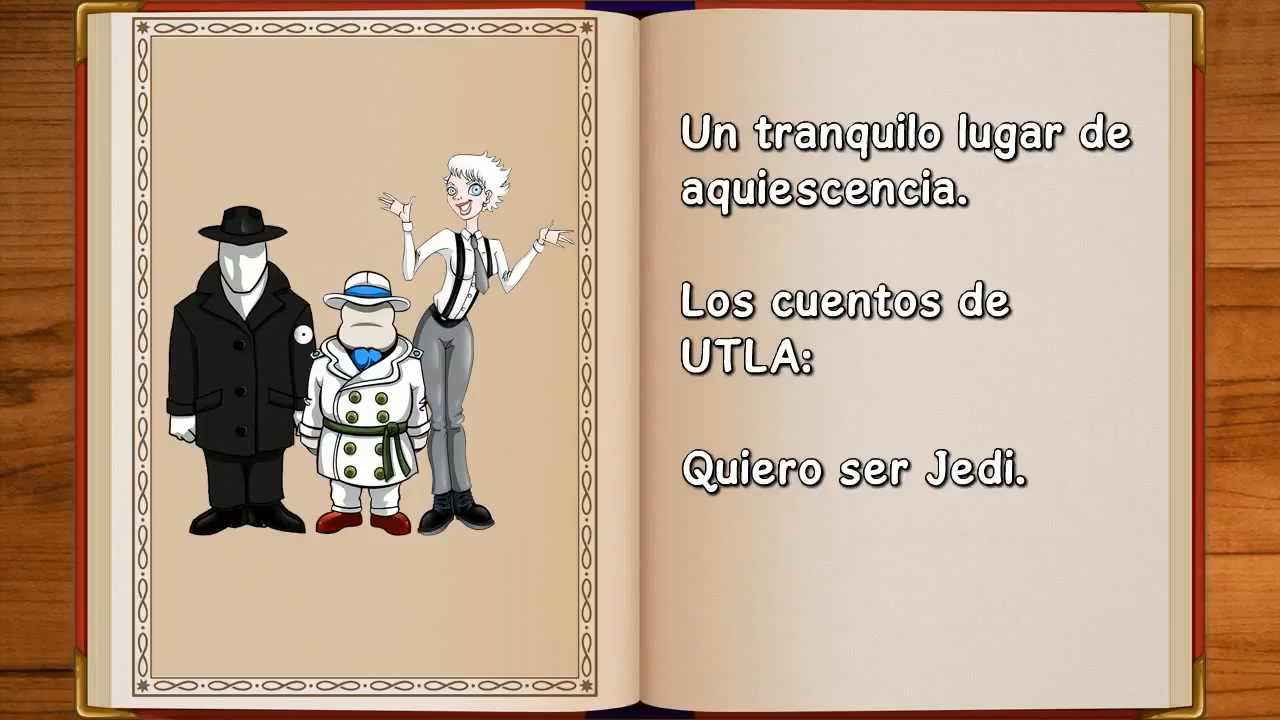 Un tranquilo lugar de
aquiescencia.
Los cuentos de
UTLA:
Quiero ser Jedi.